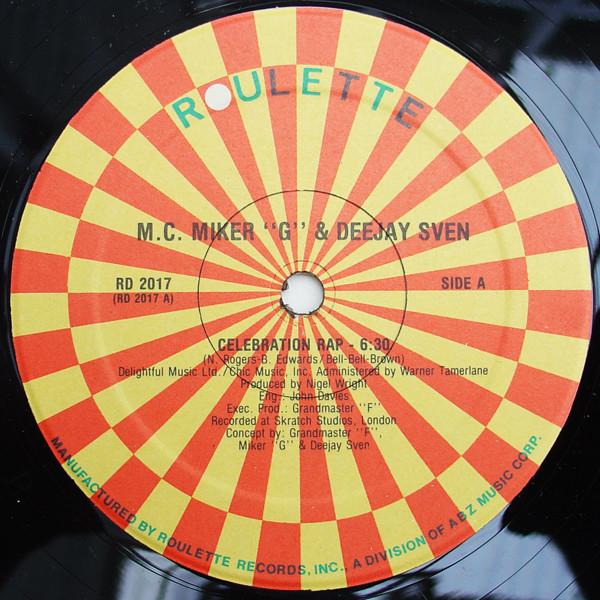 ROULETTE
M.C. MIKER "G" & DEEJAY SVEN
RD 2017
(RD 2017 A)
SIDE A
CELEBRATION RAP - 6:30
(N. Rogers-B. Edwards/Bell-Bell-Brown)
Delightful Music Ltd./Chic Music, Inc. Administered by Warner Tamerlane
Produced by Nigel Wright
Eng.: John Davies
Exec. Prod.: Grandmaster "F"
Recorded at Skratch Studios, London
Concept by: Grandmaster "F",
Miker "G" & Deejay Sven
MANUFACTURED BY ROULETTE RECORDS, INC., A DIVISION OF ABZ MUSIC CORP.